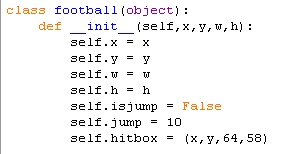 class football(object):
    def __init__(self,x,y,w,h):
        self.x = x
        self.y = y
        self.w = w
        self.h = h
        self.isjump = False
        self.jump = 10
        self.hitbox = (x,y,64,58)